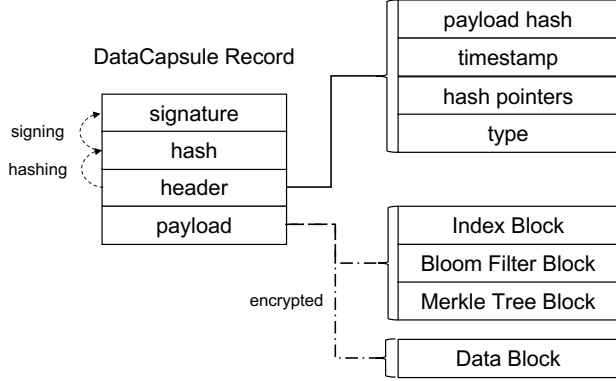 payload hash
timestamp
hash pointers
type
DataCapsule Record
signature
hash
header
payload
signing
hashing
Index Block
Bloom Filter Block
Merkle Tree Block
encrypted
Data Block